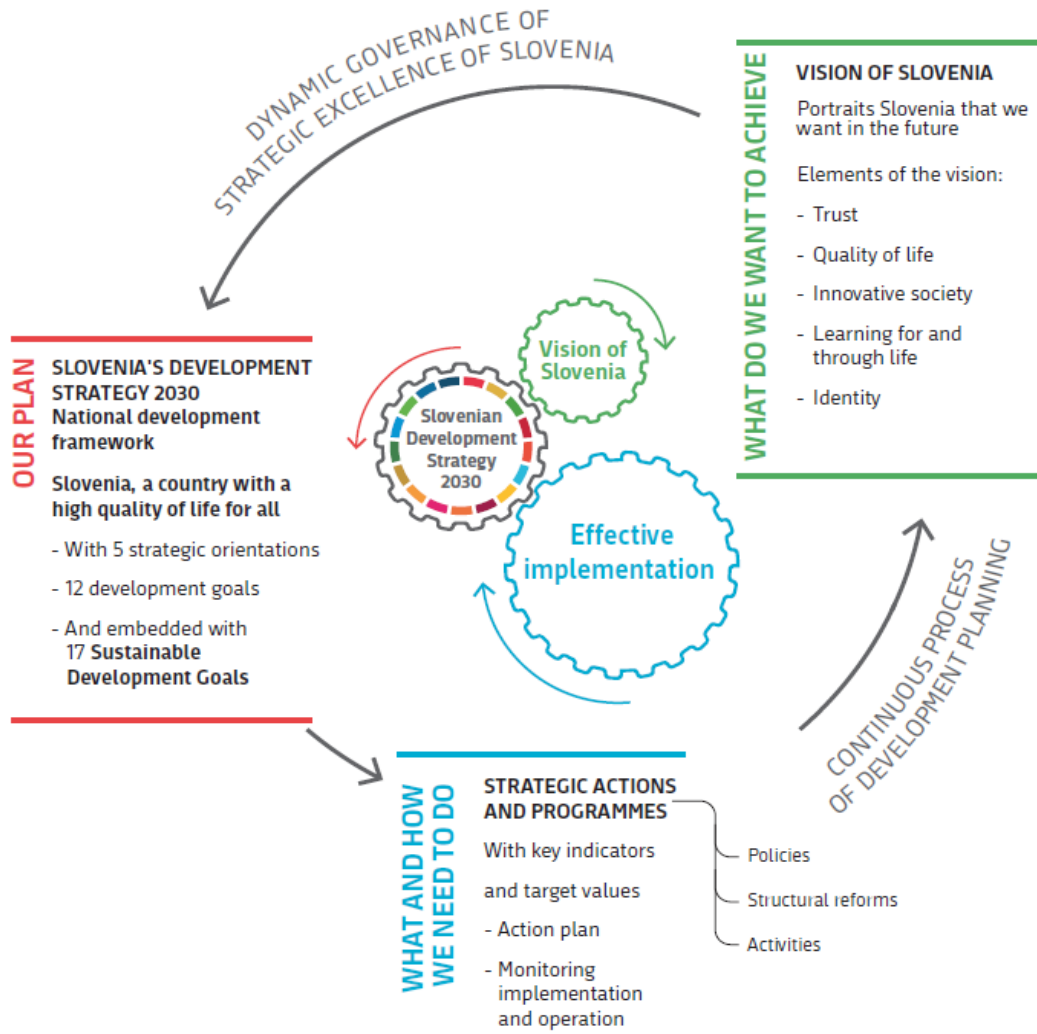 DYNAMIC GOVERNANCE OF
STRATEGIC EXCELLENCE OF SLOVENIA
WHAT DO WE WANT TO ACHIEVE
VISION OF SLOVENIA
Portraits Slovenia that we
want in the future
Elements of the vision:
- Trust
- Quality of life
- Innovative society
- Learning for and
through life
- Identity
OUR PLAN
SLOVENIA'S DEVELOPMENT
STRATEGY 2030
National development
framework
Slovenia, a country with a
high quality of life for all
- With 5 strategic orientations
- 12 development goals
- And embedded with
17 Sustainable
Development Goals
Vision of
Slovenia
Slovenian
Development
Strategy
2030
Effective
implementation
CONTINUOUS PROCESS
OF DEVELOPMENT PLANNING
WHAT AND HOW
WE NEED TO DO
STRATEGIC ACTIONS
AND PROGRAMMES
With key indicators
and target values
- Action plan
- Monitoring
implementation
and operation
Policies
Structural reforms
Activities